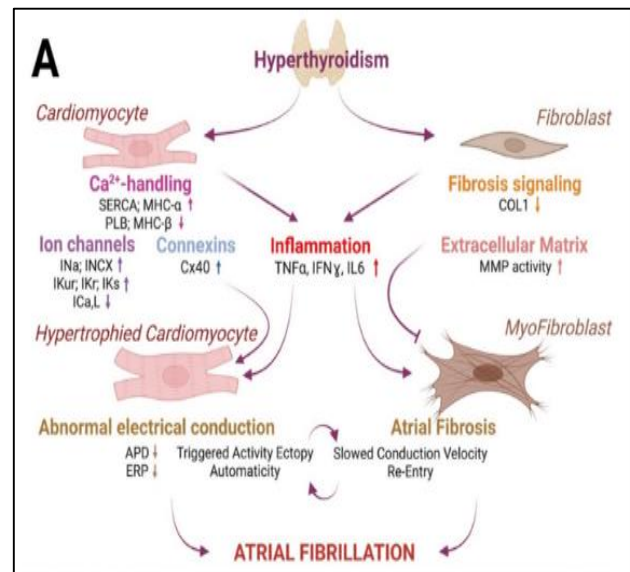 A
Hyperthyroidism
Cardiomyocyte
Fibroblast
Ca²⁺-handling
SERCA; MHC-α ↑
PLB; MHC-β ↓
Fibrosis signaling
COL1 ↓
Ion channels
INa; INCX ↑
IKur; IKr; IKs ↑
ICa,L ↓
Connexins
Cx40 ↑
Inflammation
TNFα, IFNγ, IL6 ↑
Extracellular Matrix
MMP activity ↑
Hypertrophied Cardiomyocyte
MyoFibroblast
Abnormal electrical conduction
APD ↓
ERP ↓
Triggered Activity Ectopy
Automaticity
Atrial Fibrosis
Slowed Conduction Velocity
Re-Entry
ATRIAL FIBRILLATION